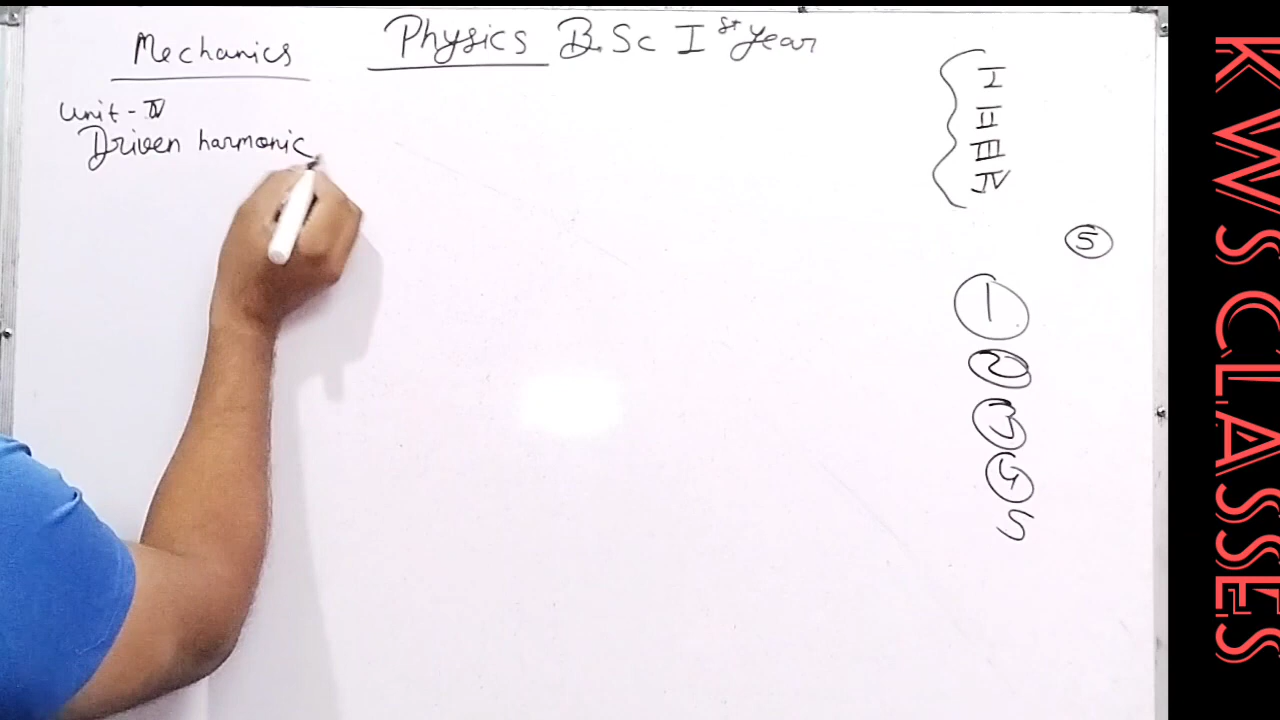 Mechanics
Physics B.Sc I st year
Unit - IV
Driven harmonic
I
II
III
IV
5
1
2
3
4
5
KWS CLASSES